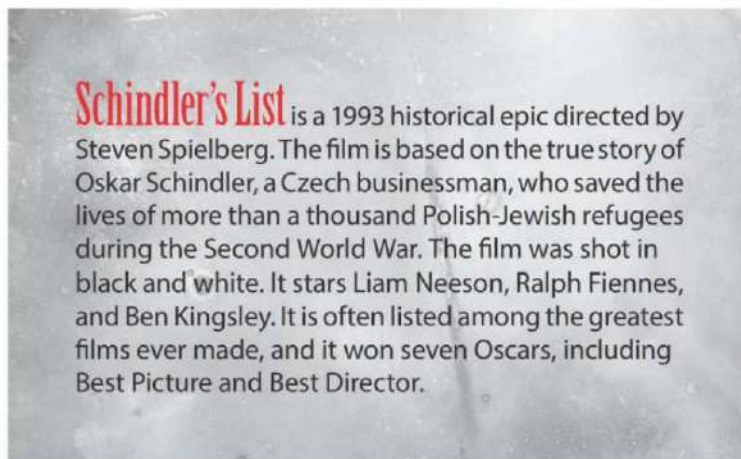 Schindler's List is a 1993 historical epic directed by
Steven Spielberg. The film is based on the true story of
Oskar Schindler, a Czech businessman, who saved the
lives of more than a thousand Polish-Jewish refugees
during the Second World War. The film was shot in
black and white. It stars Liam Neeson, Ralph Fiennes,
and Ben Kingsley. It is often listed among the greatest
films ever made, and it won seven Oscars, including
Best Picture and Best Director.